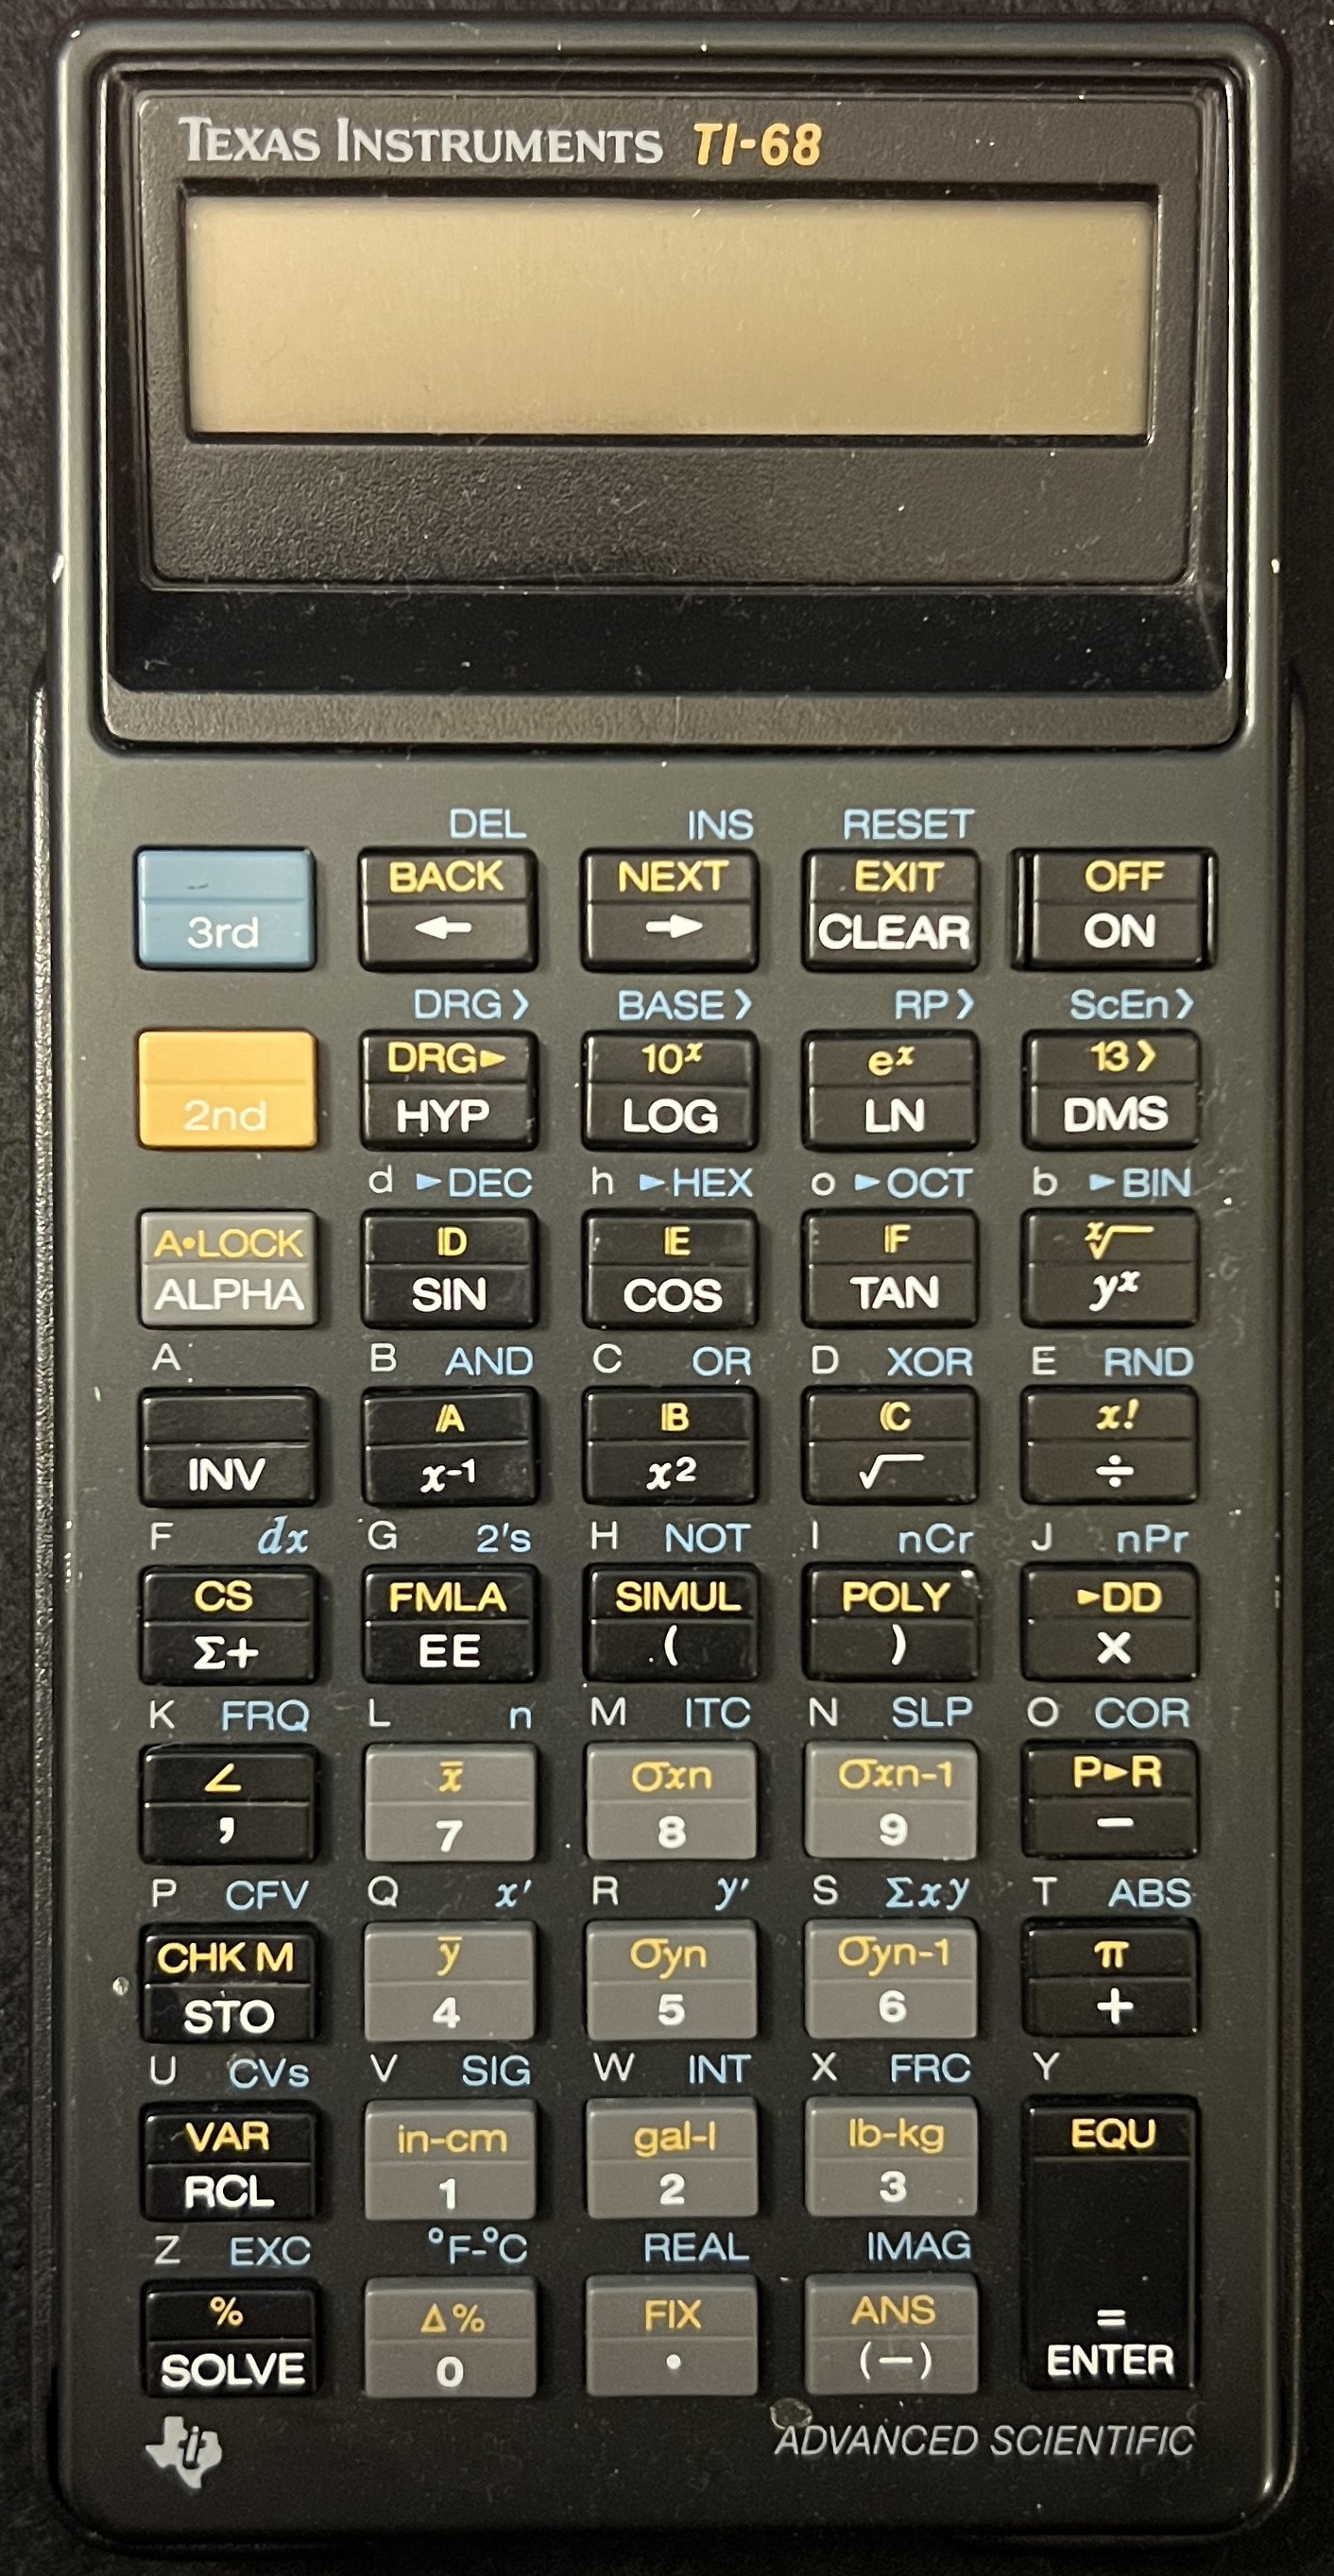 TEXAS INSTRUMENTS TI-68
DEL INS RESET
BACK NEXT EXIT OFF
3rd ← → CLEAR ON
DRG❯ BASE❯ RP❯ ScEn❯
DRG► 10ˣ eˣ 13❯
2nd HYP LOG LN DMS
d ►DEC h ►HEX o ►OCT b ►BIN
A•LOCK D E F ˣ√
ALPHA SIN COS TAN yˣ
A B AND C OR D XOR E RND
A B C x!
INV x⁻¹ x² √ ÷
F dx G 2's H NOT I nCr J nPr
CS FMLA SIMUL POLY ►DD
Σ+ EE ( ) ×
K FRQ L n M ITC N SLP O COR
∠ x̅ σxn σxn-1 P►R
, 7 8 9 −
P CFV Q x' R y' S Σxy T ABS
CHK M y̅ σyn σyn-1 π
STO 4 5 6 +
U CVs V SIG W INT X FRC Y
VAR in-cm gal-l lb-kg EQU
RCL 1 2 3
Z EXC °F-°C REAL IMAG
% Δ% FIX ANS =
SOLVE 0 . (−) ENTER
ADVANCED SCIENTIFIC